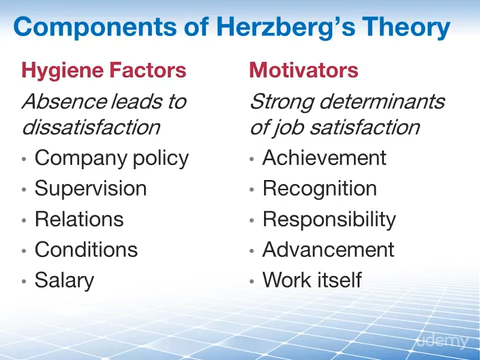 Components of Herzberg's Theory
Hygiene Factors
Absence leads to
dissatisfaction
• Company policy
• Supervision
• Relations
• Conditions
• Salary
Motivators
Strong determinants
of job satisfaction
• Achievement
• Recognition
• Responsibility
• Advancement
• Work itself
udemy